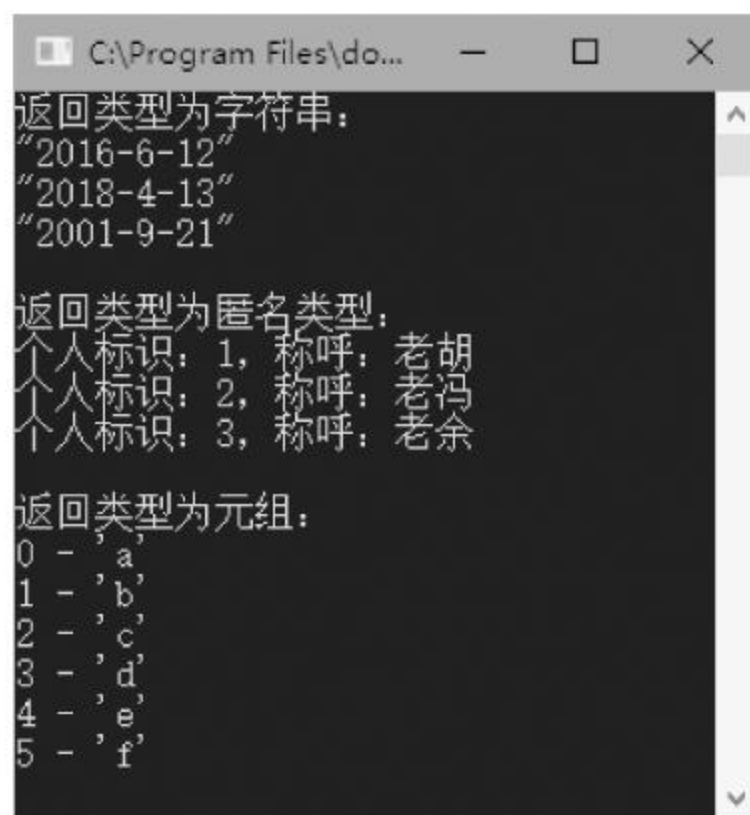 C:\Program Files\do...
返回类型为字符串：
"2016-6-12"
"2018-4-13"
"2001-9-21"
返回类型为匿名类型：
个人标识：1，称呼：老胡
个人标识：2，称呼：老冯
个人标识：3，称呼：老余
返回类型为元组：
0 - 'a'
1 - 'b'
2 - 'c'
3 - 'd'
4 - 'e'
5 - 'f'